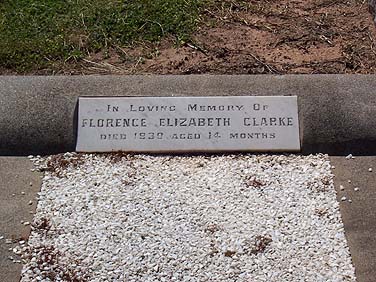 In Loving Memory Of
FLORENCE ELIZABETH CLARKE
DIED 1939 AGED 14 MONTHS